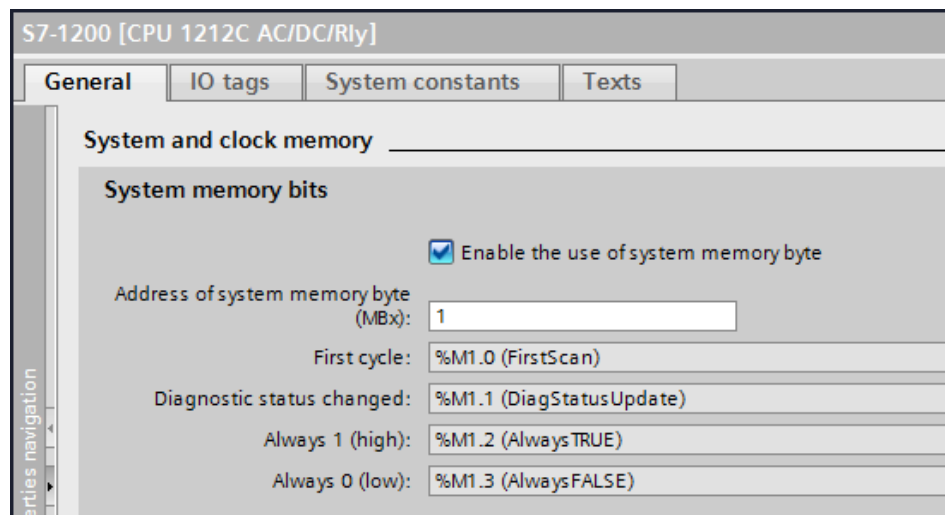 S7-1200 [CPU 1212C AC/DC/Rly]
General IO tags System constants Texts
System and clock memory
System memory bits
Enable the use of system memory byte
Address of system memory byte
(MBx): 1
First cycle: %M1.0 (FirstScan)
Diagnostic status changed: %M1.1 (DiagStatusUpdate)
Always 1 (high): %M1.2 (AlwaysTRUE)
Always 0 (low): %M1.3 (AlwaysFALSE)
erties navigation